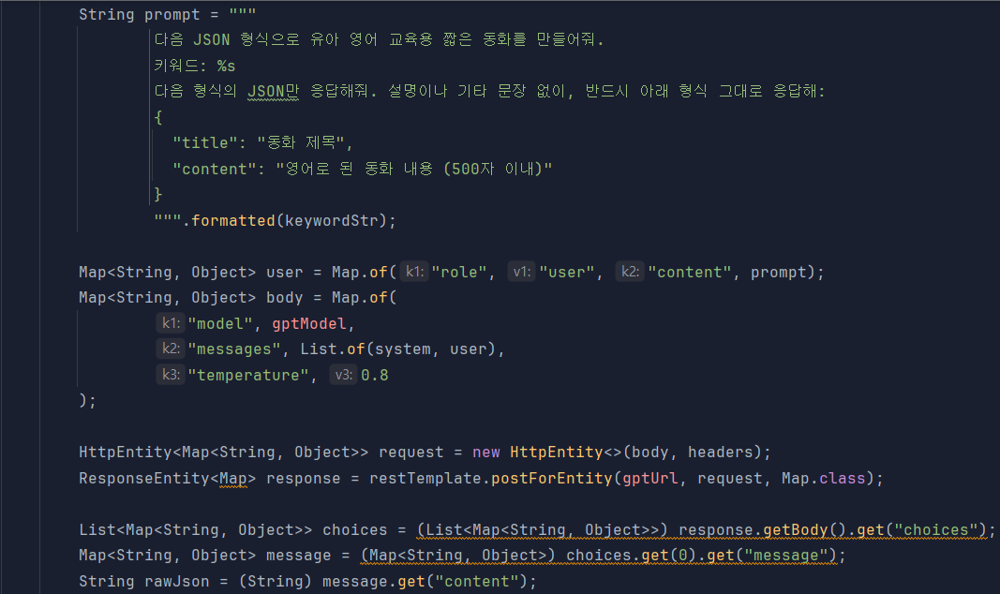 String prompt = """
다음 JSON 형식으로 유아 영어 교육용 짧은 동화를 만들어줘.
키워드: %s
다음 형식의 JSON만 응답해줘. 설명이나 기타 문장 없이, 반드시 아래 형식 그대로 응답해:
{
"title": "동화 제목",
"content": "영어로 된 동화 내용 (500자 이내)"
}
""".formatted(keywordStr);
Map<String, Object> user = Map.of( k1: "role", v1: "user", k2: "content", prompt);
Map<String, Object> body = Map.of(
k1: "model", gptModel,
k2: "messages", List.of(system, user),
k3: "temperature", v3: 0.8
);
HttpEntity<Map<String, Object>> request = new HttpEntity<>(body, headers);
ResponseEntity<Map> response = restTemplate.postForEntity(gptUrl, request, Map.class);
List<Map<String, Object>> choices = (List<Map<String, Object>>) response.getBody().get("choices");
Map<String, Object> message = (Map<String, Object>) choices.get(0).get("message");
String rawJson = (String) message.get("content");